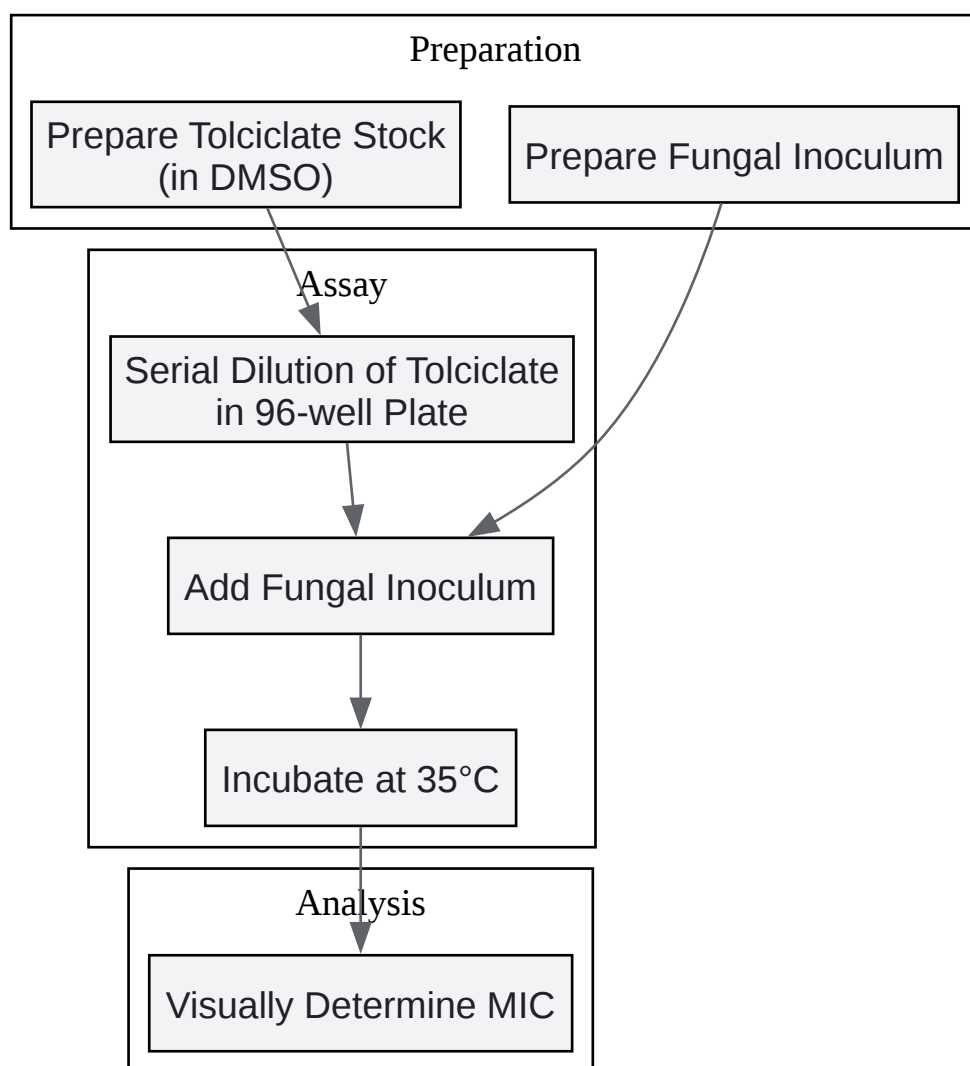 Preparation
Prepare Tolciclate Stock
(in DMSO)
Prepare Fungal Inoculum
Assay
Serial Dilution of Tolciclate
in 96-well Plate
Add Fungal Inoculum
Incubate at 35°C
Analysis
Visually Determine MIC